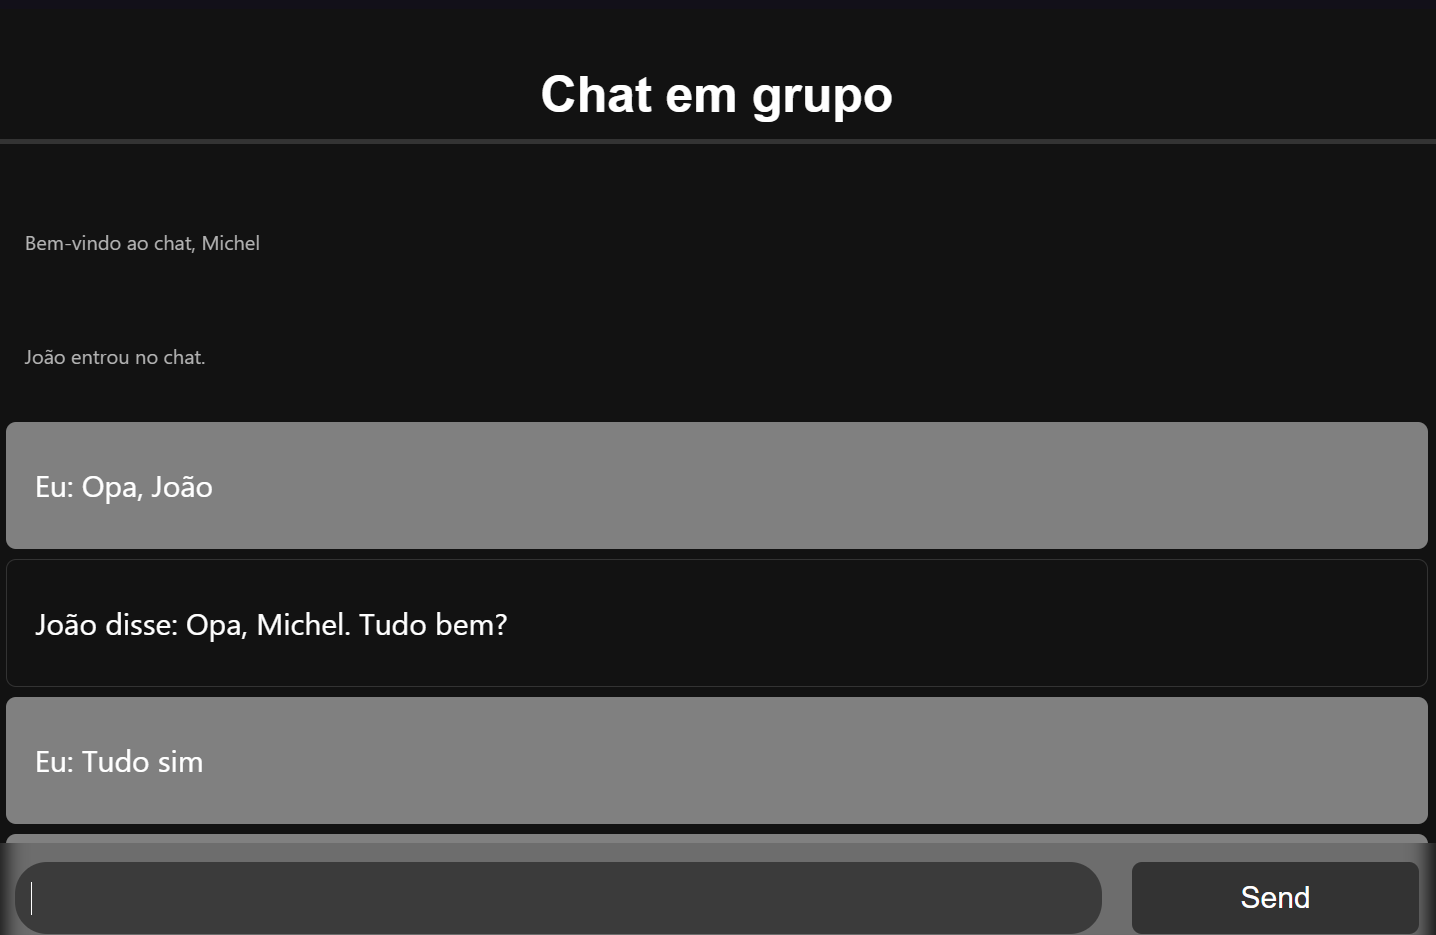 Chat em grupo
Bem-vindo ao chat, Michel
João entrou no chat.
Eu: Opa, João
João disse: Opa, Michel. Tudo bem?
Eu: Tudo sim
Send